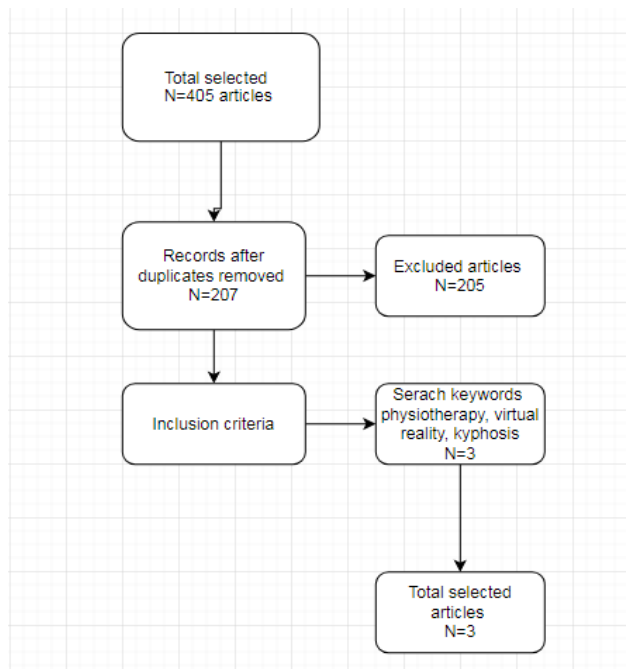 Total selected
N=405 articles
Records after
duplicates removed
N=207
Excluded articles
N=205
Inclusion criteria
Serach keywords
physiotherapy, virtual
reality, kyphosis
N=3
Total selected
articles
N=3